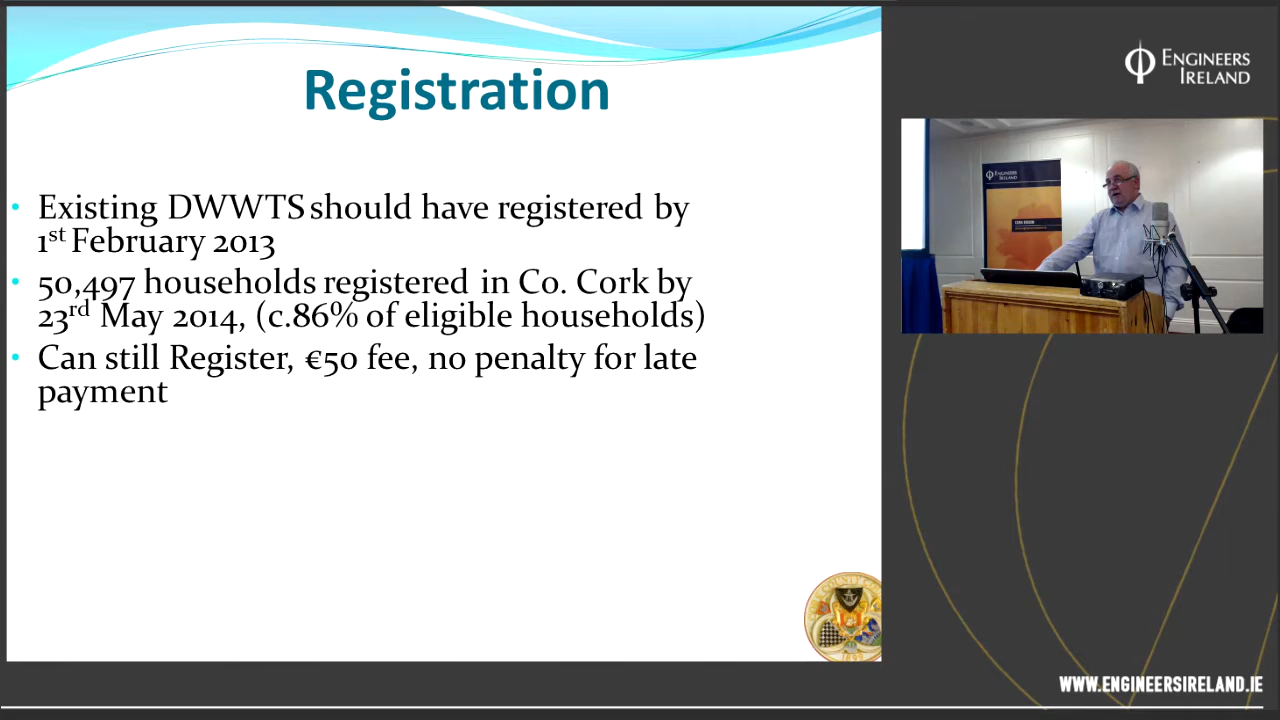 Registration
• Existing DWWTS should have registered by
1st February 2013
• 50,497 households registered in Co. Cork by
23rd May 2014, (c.86% of eligible households)
• Can still Register, €50 fee, no penalty for late
payment
ENGINEERS
IRELAND
ENGINEERS
IRELAND
WWW.ENGINEERSIRELAND.IE